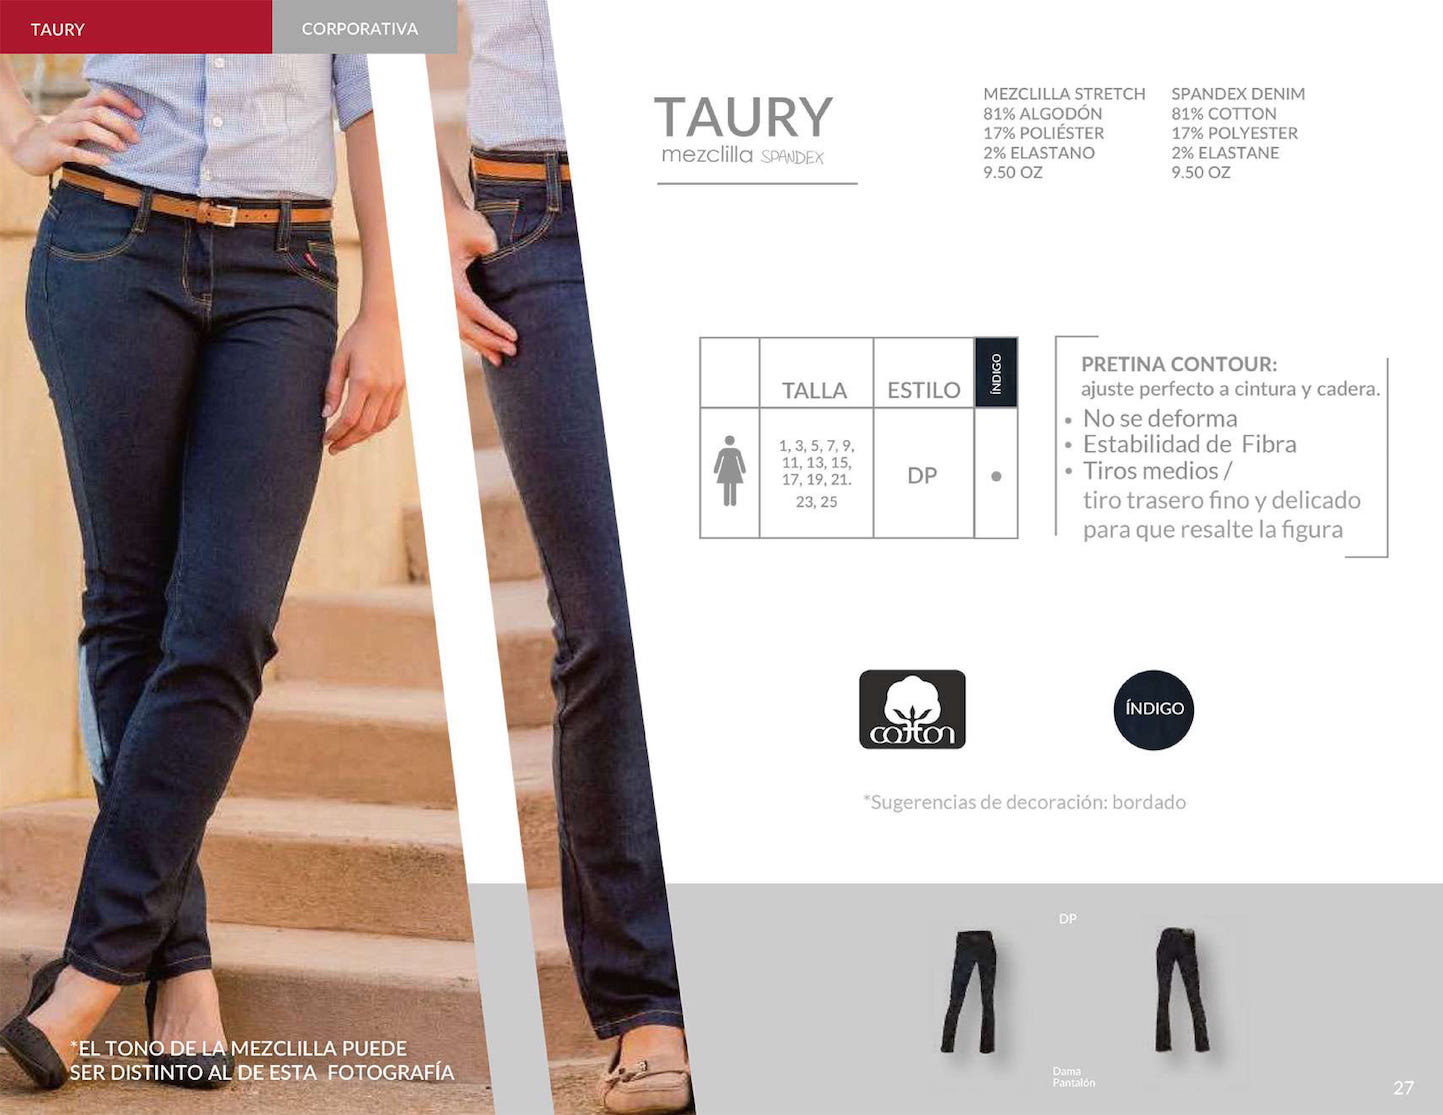 TAURY
CORPORATIVA
TAURY
mezclilla SPANDEX
MEZCLILLA STRETCH
81% ALGODÓN
17% POLIÉSTER
2% ELASTANO
9.50 OZ
SPANDEX DENIM
81% COTTON
17% POLYESTER
2% ELASTANE
9.50 OZ
TALLA
ESTILO
ÍNDIGO
1, 3, 5, 7, 9,
11, 13, 15,
17, 19, 21.
23, 25
DP
•
PRETINA CONTOUR:
ajuste perfecto a cintura y cadera.
• No se deforma
• Estabilidad de Fibra
• Tiros medios /
tiro trasero fino y delicado
para que resalte la figura
cotton
ÍNDIGO
*Sugerencias de decoración: bordado
DP
Dama
Pantalón
*EL TONO DE LA MEZCLILLA PUEDE
SER DISTINTO AL DE ESTA FOTOGRAFÍA
27